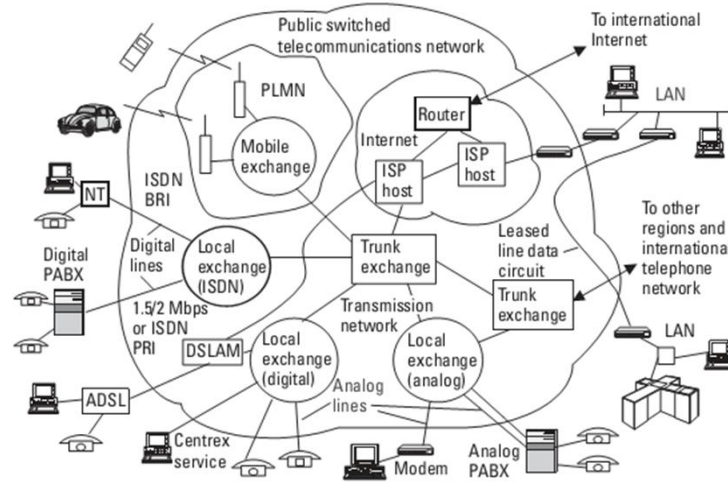 Public switched
telecommunications network
To international
Internet
PLMN
LAN
Router
Mobile
exchange
Internet
ISP
host
ISP
host
NT
ISDN
BRI
To other
regions and
international
telephone
network
Digital
PABX
Digital
lines
Local
exchange
(ISDN)
Trunk
exchange
Leased
line data
circuit
1.5/2 Mbps
or ISDN
PRI
Transmission
network
Trunk
exchange
DSLAM
Local
exchange
(digital)
Local
exchange
(analog)
LAN
ADSL
Analog
lines
Centrex
service
Modem
Analog
PABX